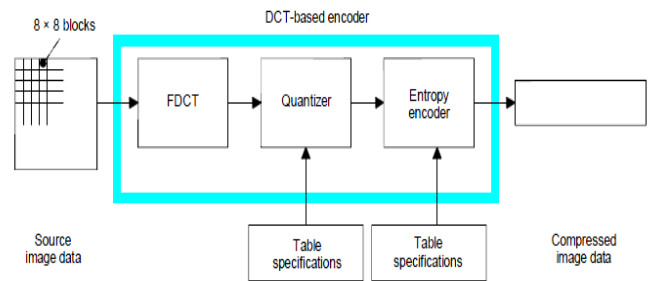 DCT-based encoder
8 × 8 blocks
FDCT
Quantizer
Entropy
encoder
Source
image data
Table
specifications
Table
specifications
Compressed
image data